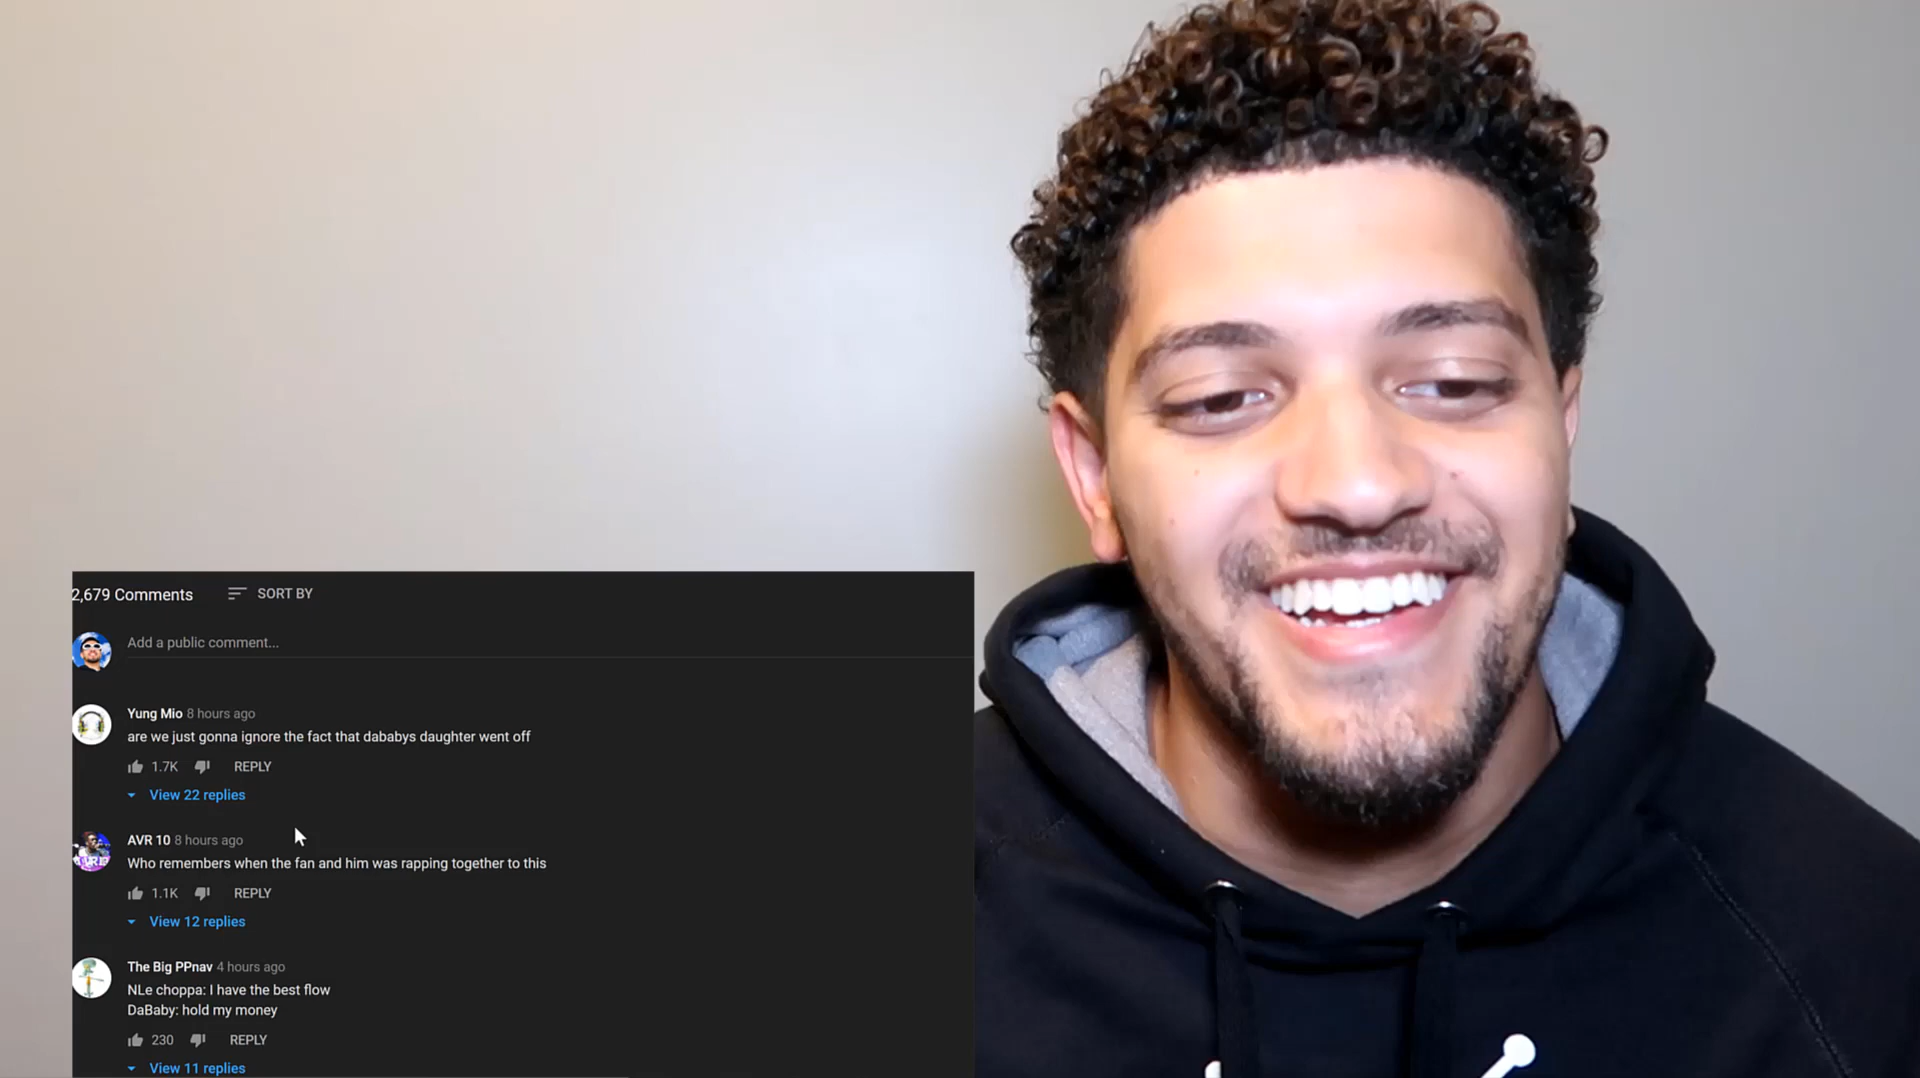 2,679 Comments SORT BY
Add a public comment...
Yung Mio 8 hours ago
are we just gonna ignore the fact that dababys daughter went off
1.7K REPLY
View 22 replies
AVR 10 8 hours ago
Who remembers when the fan and him was rapping together to this
1.1K REPLY
View 12 replies
The Big PPnav 4 hours ago
NLe choppa: I have the best flow
DaBaby: hold my money
230 REPLY
View 11 replies